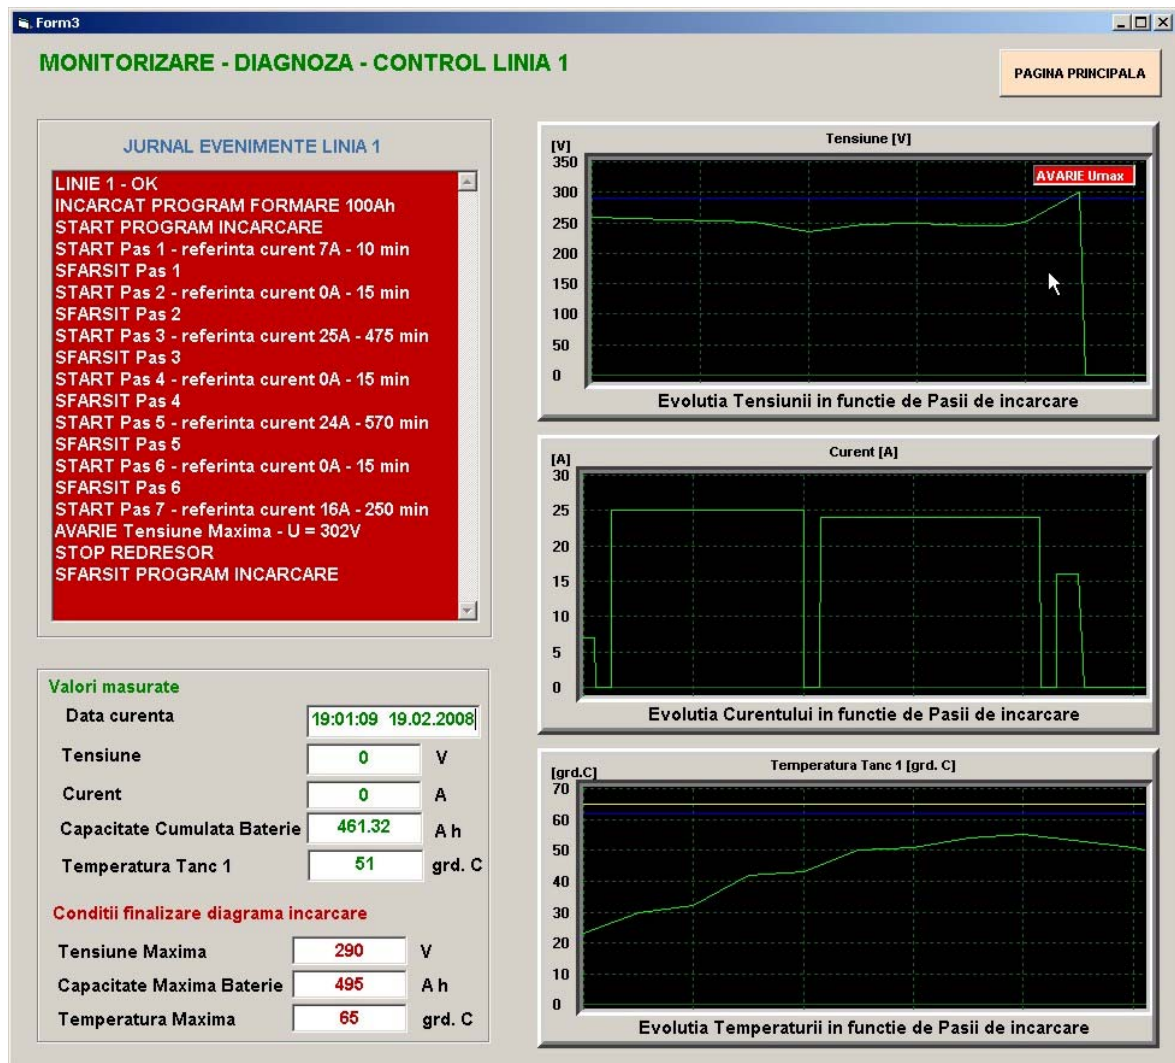 Form3
MONITORIZARE - DIAGNOZA - CONTROL LINIA 1
PAGINA PRINCIPALA
JURNAL EVENIMENTE LINIA 1
LINIE 1 - OK
INCARCAT PROGRAM FORMARE 100Ah
START PROGRAM INCARCARE
START Pas 1 - referinta curent 7A - 10 min
SFARSIT Pas 1
START Pas 2 - referinta curent 0A - 15 min
SFARSIT Pas 2
START Pas 3 - referinta curent 25A - 475 min
SFARSIT Pas 3
START Pas 4 - referinta curent 0A - 15 min
SFARSIT Pas 4
START Pas 5 - referinta curent 24A - 570 min
SFARSIT Pas 5
START Pas 6 - referinta curent 0A - 15 min
SFARSIT Pas 6
START Pas 7 - referinta curent 16A - 250 min
AVARIE Tensiune Maxima - U = 302V
STOP REDRESOR
SFARSIT PROGRAM INCARCARE
Valori masurate
Data curenta 19:01:09 19.02.2008
Tensiune 0 V
Curent 0 A
Capacitate Cumulata Baterie 461.32 A h
Temperatura Tanc 1 51 grd. C
Conditii finalizare diagrama incarcare
Tensiune Maxima 290 V
Capacitate Maxima Baterie 495 A h
Temperatura Maxima 65 grd. C
[V] Tensiune [V]
350
AVARIE Umax
300
250
200
150
100
50
0
Evolutia Tensiunii in functie de Pasii de incarcare
[A] Curent [A]
30
25
20
15
10
5
0
Evolutia Curentului in functie de Pasii de incarcare
[grd.C] Temperatura Tanc 1 [grd. C]
70
60
50
40
30
20
10
0
Evolutia Temperaturii in functie de Pasii de incarcare